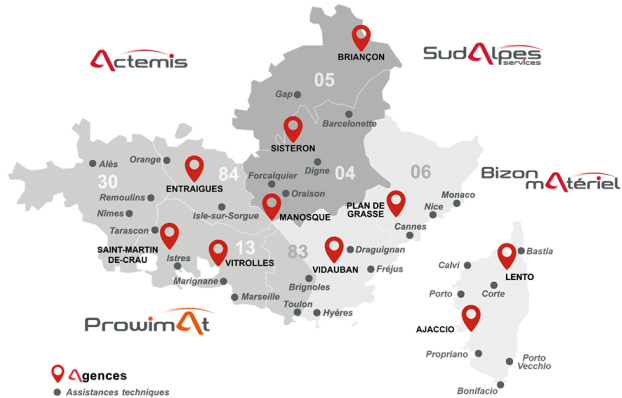 Actemis
BRIANÇON
SudAlpes
services
05
Gap
Barcelonette
SISTERON
Alès
Orange
Digne
04
06
30
84
ENTRAIGUES
Forcalquier
Oraison
Bizon
matériel
Remoulins
Nîmes
Isle-sur-Sorgue
MANOSQUE
PLAN DE
GRASSE
Monaco
Nice
Cannes
Tarascon
SAINT-MARTIN
DE-CRAU
Istres
13
VITROLLES
83
VIDAUBAN
Draguignan
Fréjus
Marignane
Brignoles
Marseille
Toulon
Hyères
Bastia
Calvi
LENTO
Porto
Corte
AJACCIO
Prowimat
Propriano
Porto
Vecchio
Bonifacio
Agences
Assistances techniques